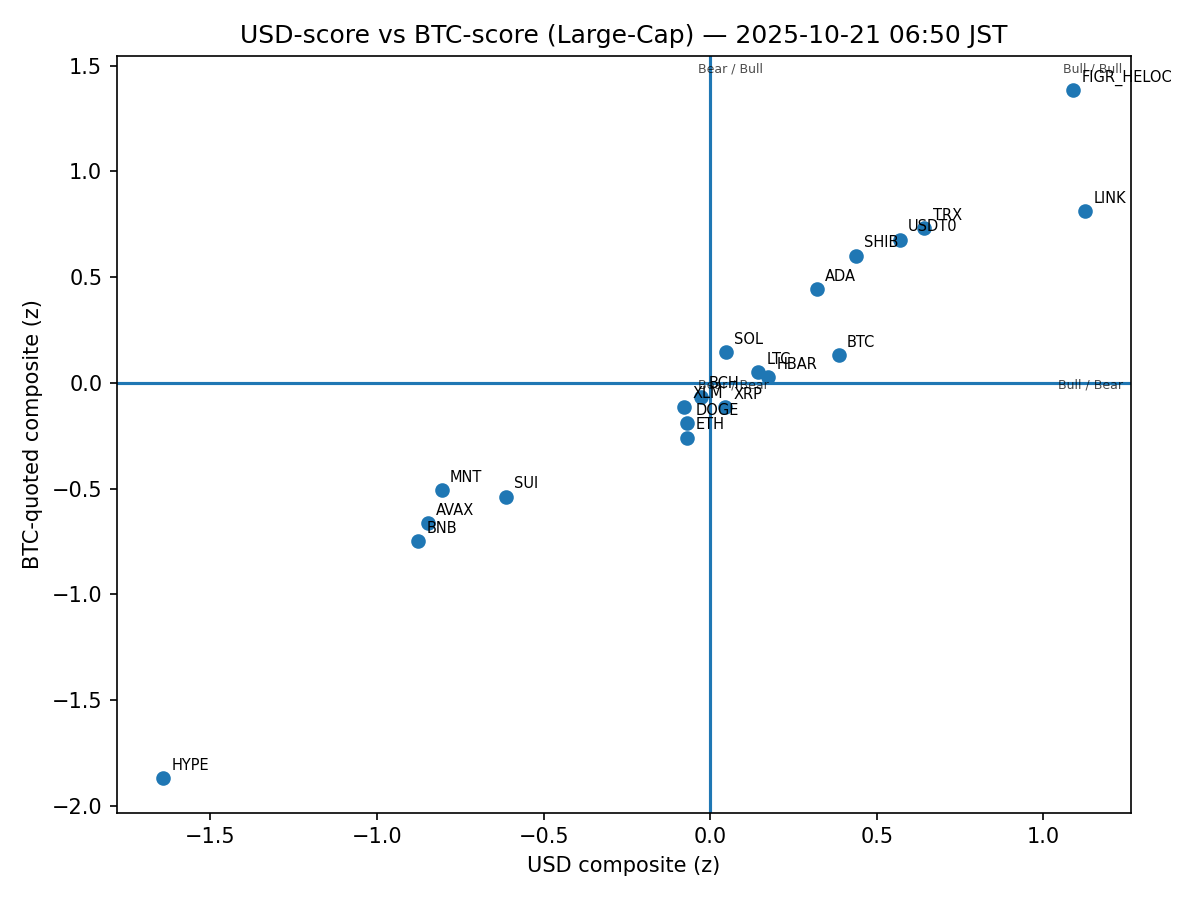 USD-score vs BTC-score (Large-Cap) — 2025-10-21 06:50 JST
1.5
Bear / Bull
Bull / Bull
FIGR_HELOC
1.0
LINK
TRX
USDT0
SHIB
0.5
ADA
SOL
BTC
LTC
HBAR
0.0
BCH
Bear / Bear
Bull / Bear
XLM
XRP
DOGE
ETH
−0.5
MNT
SUI
AVAX
BNB
−1.0
−1.5
HYPE
−2.0
−1.5
−1.0
−0.5
0.0
0.5
1.0
USD composite (z)
BTC-quoted composite (z)